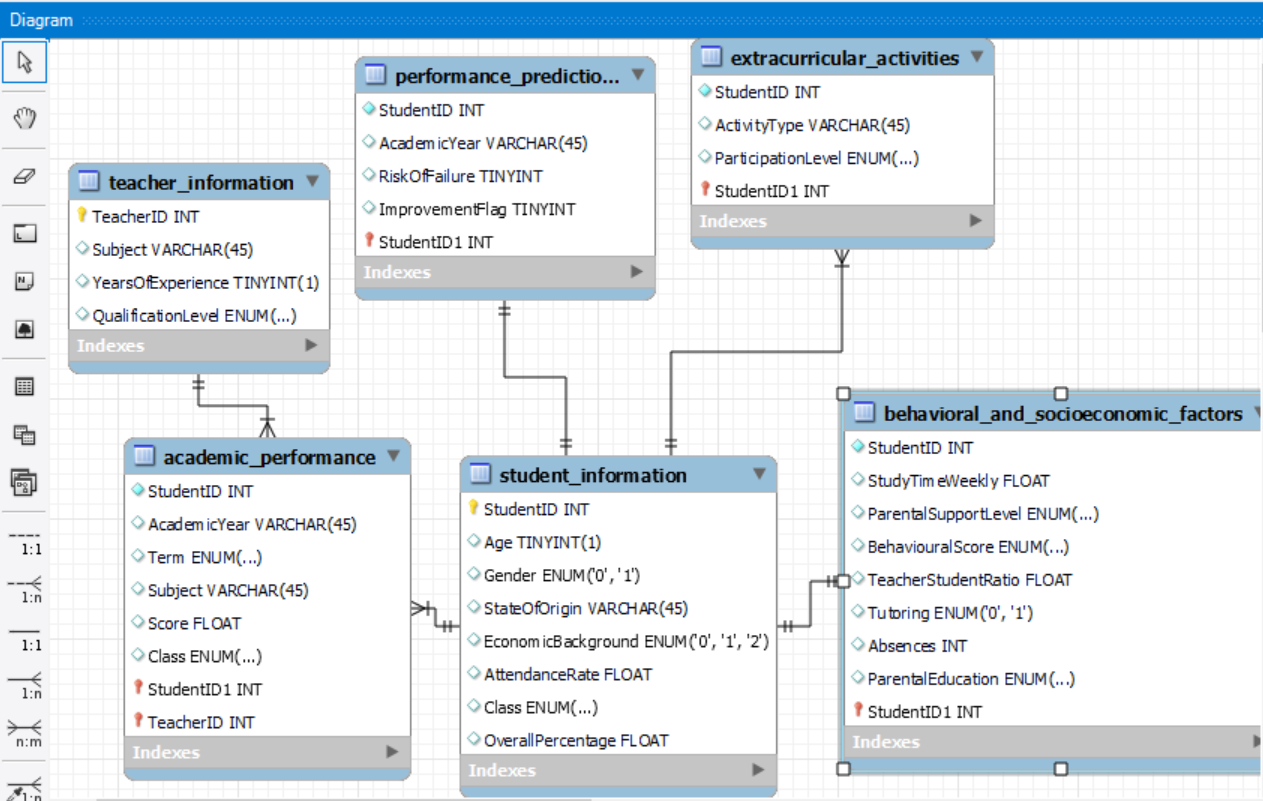 Diagram
performance_predictio...
StudentID INT
AcademicYear VARCHAR(45)
RiskOfFailure TINYINT
ImprovementFlag TINYINT
StudentID1 INT
Indexes
extracurricular_activities
StudentID INT
ActivityType VARCHAR(45)
ParticipationLevel ENUM(...)
StudentID1 INT
Indexes
teacher_information
TeacherID INT
Subject VARCHAR(45)
YearsOfExperience TINYINT(1)
QualificationLevel ENUM(...)
Indexes
academic_performance
StudentID INT
AcademicYear VARCHAR(45)
Term ENUM(...)
Subject VARCHAR(45)
Score FLOAT
Class ENUM(...)
StudentID1 INT
TeacherID INT
Indexes
student_information
StudentID INT
Age TINYINT(1)
Gender ENUM('0', '1')
StateOfOrigin VARCHAR(45)
EconomicBackground ENUM('0', '1', '2')
AttendanceRate FLOAT
Class ENUM(...)
OverallPercentage FLOAT
Indexes
behavioral_and_socioeconomic_factors
StudentID INT
StudyTimeWeekly FLOAT
ParentalSupportLevel ENUM(...)
BehaviouralScore ENUM(...)
TeacherStudentRatio FLOAT
Tutoring ENUM('0', '1')
Absences INT
ParentalEducation ENUM(...)
StudentID1 INT
Indexes
1:1
1:n
1:1
1:n
n:m
1:n